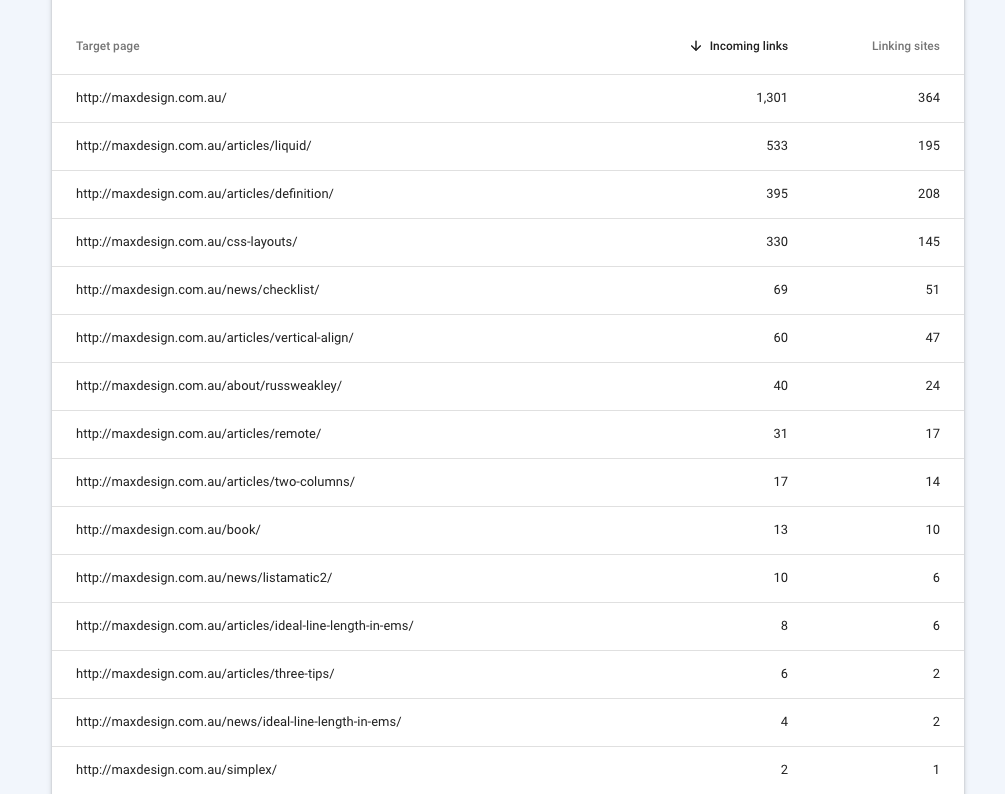 Target page Incoming links Linking sites
http://maxdesign.com.au/ 1,301 364
http://maxdesign.com.au/articles/liquid/ 533 195
http://maxdesign.com.au/articles/definition/ 395 208
http://maxdesign.com.au/css-layouts/ 330 145
http://maxdesign.com.au/news/checklist/ 69 51
http://maxdesign.com.au/articles/vertical-align/ 60 47
http://maxdesign.com.au/about/russweakley/ 40 24
http://maxdesign.com.au/articles/remote/ 31 17
http://maxdesign.com.au/articles/two-columns/ 17 14
http://maxdesign.com.au/book/ 13 10
http://maxdesign.com.au/news/listamatic2/ 10 6
http://maxdesign.com.au/articles/ideal-line-length-in-ems/ 8 6
http://maxdesign.com.au/articles/three-tips/ 6 2
http://maxdesign.com.au/news/ideal-line-length-in-ems/ 4 2
http://maxdesign.com.au/simplex/ 2 1